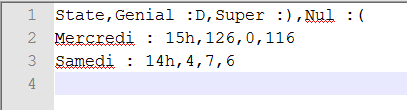 1 State,Genial :D,Super :),Nul :(
2 Mercredi : 15h,126,0,116
3 Samedi : 14h,4,7,6
4